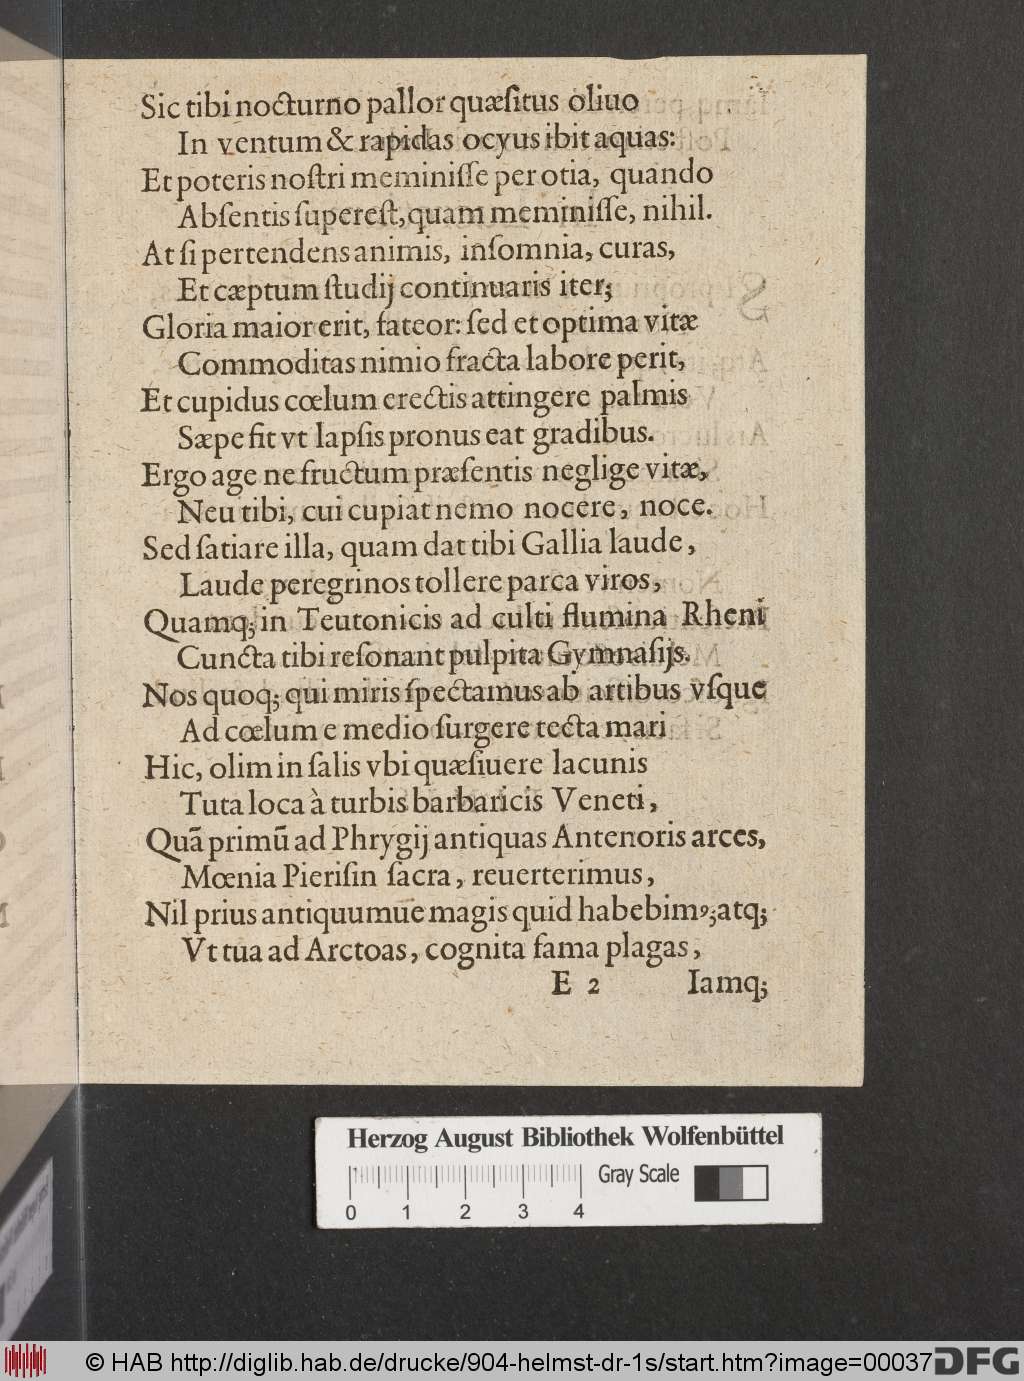 Sic tibi nocturno pallor quæſitus oliuo
In ventum & rapidas ocyus ibit aquas:
Et poteris noſtri meminiſſe per otia, quando
Abſentis ſupereſt, quam meminiſſe, nihil.
At ſi pertendens animis, inſomnia, curas,
Et cæptum ſtudij continuaris iter;
Gloria maior erit, fateor: ſed et optima vitæ
Commoditas nimio fracta labore perit,
Et cupidus cœlum erectis attingere palmis
Sæpe fit vt lapſis pronus eat gradibus.
Ergo age ne fructum præſentis neglige vitæ,
Neu tibi, cui cupiat nemo nocere, noce.
Sed ſatiare illa, quam dat tibi Gallia laude,
Laude peregrinos tollere parca viros,
Quamq; in Teutonicis ad culti flumina Rheni
Cuncta tibi reſonant pulpita Gymnaſijs.
Nos quoq; qui miris ſpectamus ab artibus vſque
Ad cœlum e medio ſurgere tecta mari
Hic, olim in ſalis vbi quæſiuere lacunis
Tuta loca à turbis barbaricis Veneti,
Quã primũ ad Phrygij antiquas Antenoris arces,
Mœnia Pieriſin ſacra, reuerterimus,
Nil prius antiquumue magis quid habebimꝰ; atq;
Vt tua ad Arctoas, cognita fama plagas,
E 2 Iamq;
Herzog August Bibliothek Wolfenbüttel
Gray Scale
0 1 2 3 4
© HAB http://diglib.hab.de/drucke/904-helmst-dr-1s/start.htm?image=00037
DFG